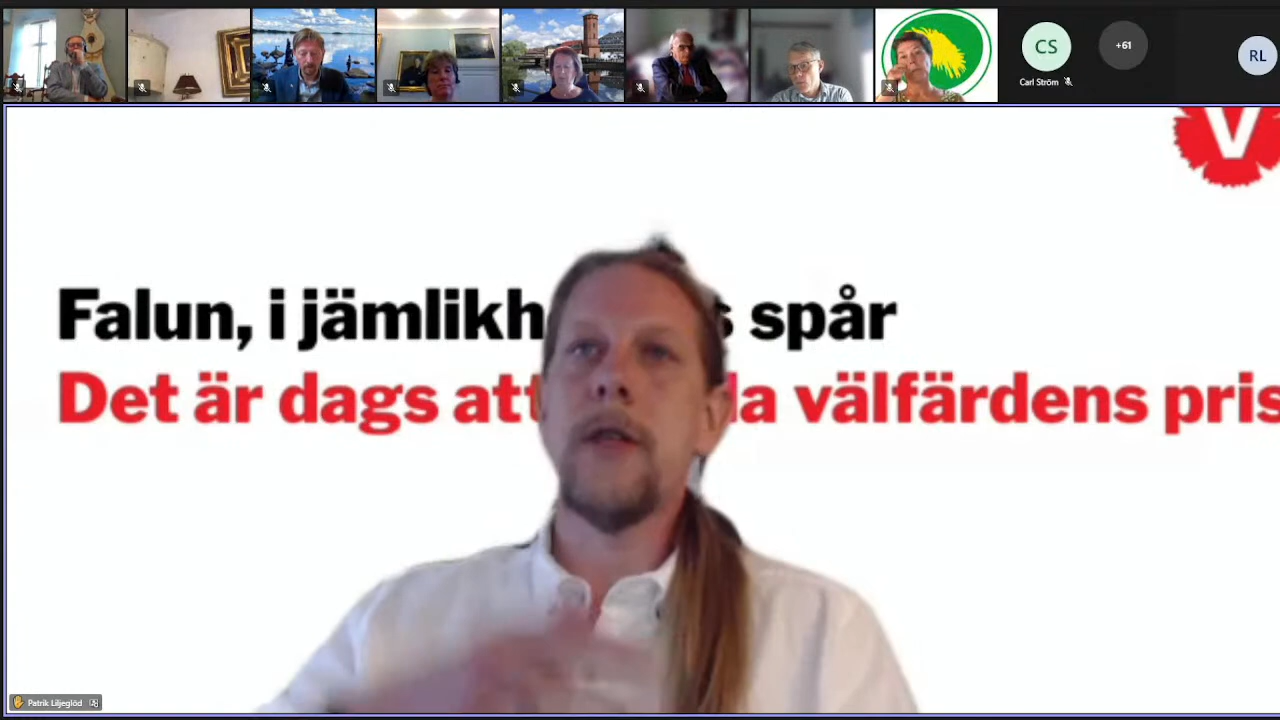 CS
+61
RL
Carl Ström
V
Falun, i jämlikh s spår
Det är dags att la välfärdens pris
Patrik Liljeglöd